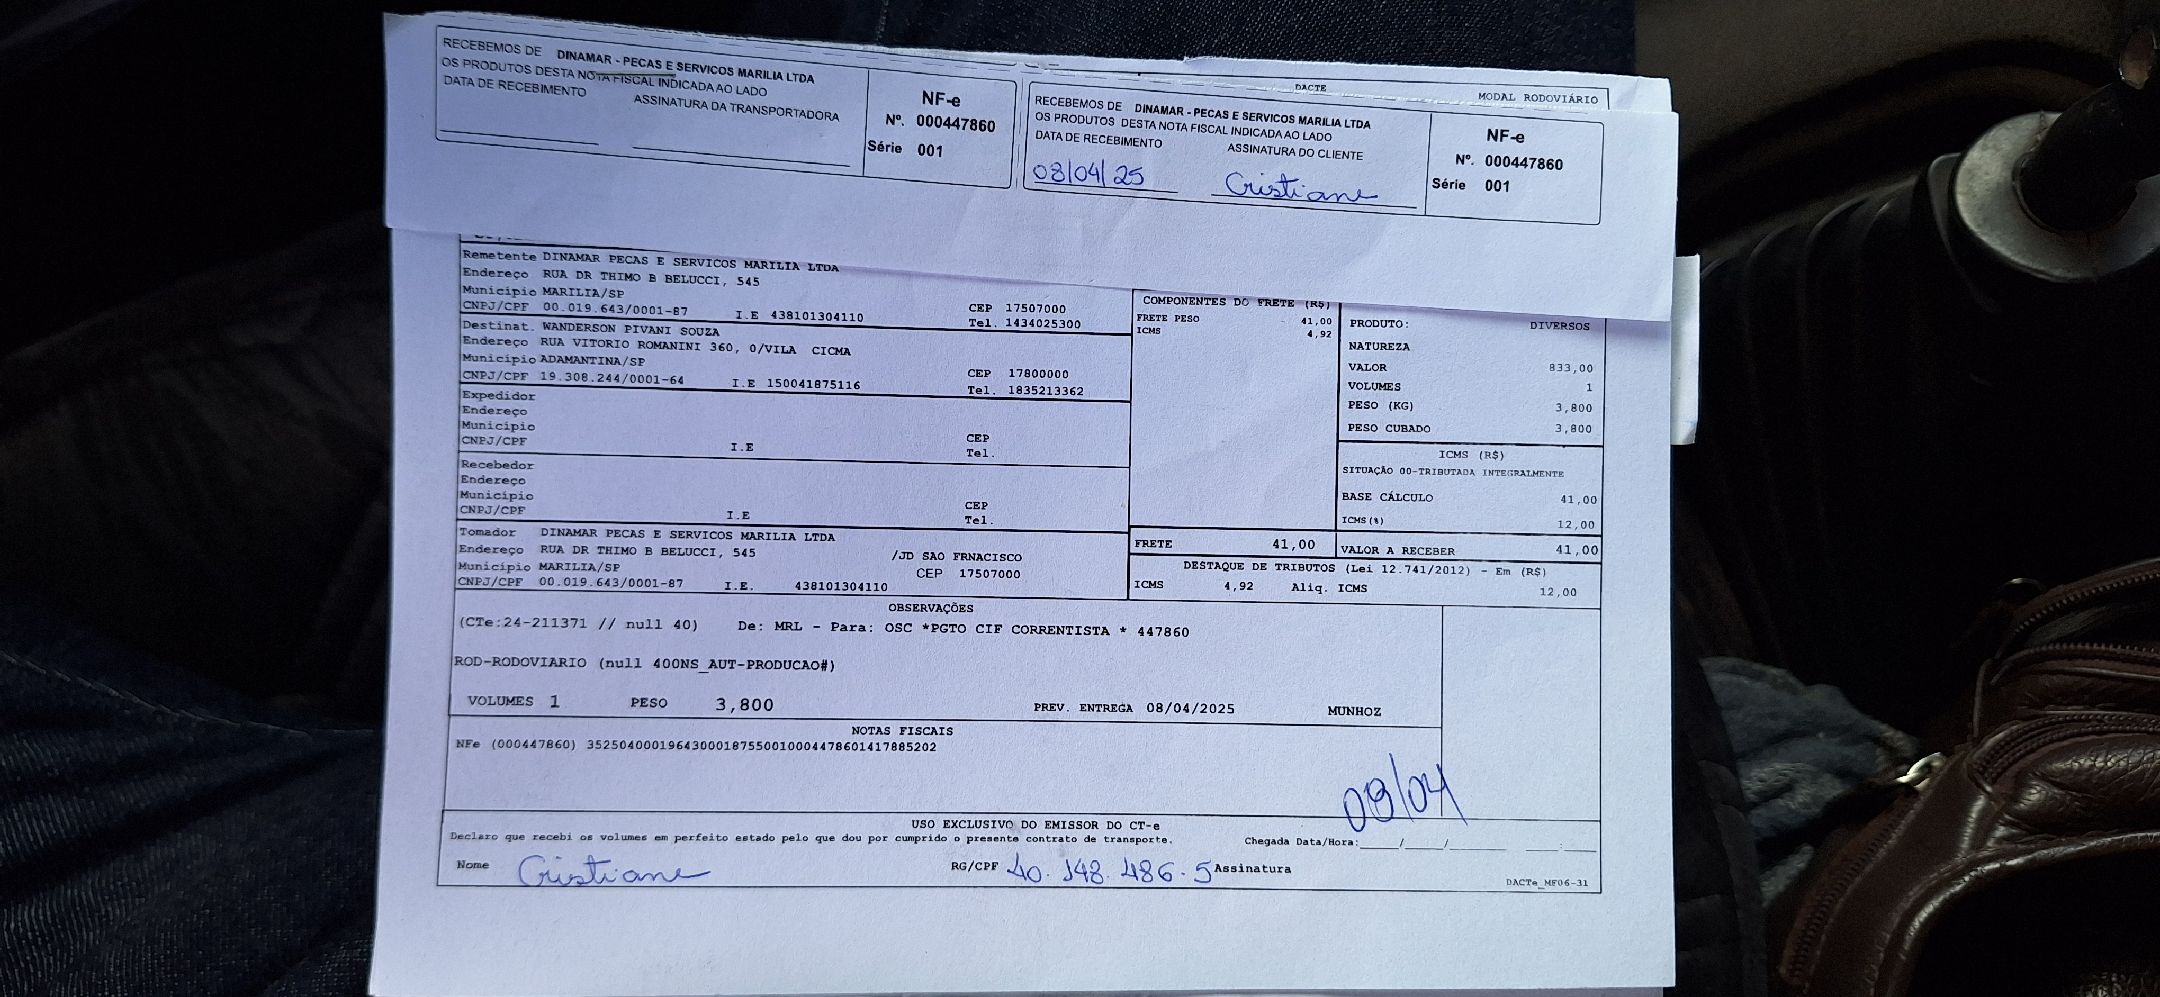 RECEBEMOS DE DINAMAR - PECAS E SERVICOS MARILIA LTDA
OS PRODUTOS DESTA NOTA FISCAL INDICADA AO LADO
DATA DE RECEBIMENTO ASSINATURA DA TRANSPORTADORA
NF-e
Nº. 000447860
Série 001
DACTE
MODAL RODOVIÁRIO
RECEBEMOS DE DINAMAR - PECAS E SERVICOS MARILIA LTDA
OS PRODUTOS DESTA NOTA FISCAL INDICADA AO LADO
DATA DE RECEBIMENTO ASSINATURA DO CLIENTE
08/04/25 Cristiane
NF-e
Nº. 000447860
Série 001
Remetente DINAMAR PECAS E SERVICOS MARILIA LTDA
Endereço RUA DR THIMO B BELUCCI, 545
Município MARILIA/SP CEP 17507000
CNPJ/CPF 00.019.643/0001-87 I.E 438101304110 Tel. 1434025300
Destinat. WANDERSON PIVANI SOUZA
Endereço RUA VITORIO ROMANINI 360, 0/VILA CICMA
Município ADAMANTINA/SP CEP 17800000
CNPJ/CPF 19.308.244/0001-64 I.E 150041875116 Tel. 1835213362
Expedidor
Endereço
Município CEP
CNPJ/CPF I.E Tel.
Recebedor
Endereço
Município CEP
CNPJ/CPF I.E Tel.
Tomador DINAMAR PECAS E SERVICOS MARILIA LTDA
Endereço RUA DR THIMO B BELUCCI, 545 /JD SAO FRNACISCO
Município MARILIA/SP CEP 17507000
CNPJ/CPF 00.019.643/0001-87 I.E. 438101304110
COMPONENTES DO FRETE (R$)
FRETE PESO 41,00
ICMS 4,92
PRODUTO: DIVERSOS
NATUREZA
VALOR 833,00
VOLUMES 1
PESO (KG) 3,800
PESO CUBADO 3,800
ICMS (R$)
SITUAÇÃO 00-TRIBUTADA INTEGRALMENTE
BASE CÁLCULO 41,00
ICMS(%) 12,00
FRETE 41,00 VALOR A RECEBER 41,00
DESTAQUE DE TRIBUTOS (Lei 12.741/2012) - Em (R$)
ICMS 4,92 Aliq. ICMS 12,00
OBSERVAÇÕES
(CTe:24-211371 // null 40) De: MRL - Para: OSC *PGTO CIF CORRENTISTA * 447860
ROD-RODOVIARIO (null 400NS_AUT-PRODUCAO#)
VOLUMES 1 PESO 3,800 PREV. ENTREGA 08/04/2025 MUNHOZ
NOTAS FISCAIS
NFe (000447860) 35250400019643000187550010004478601417885202
08/04
USO EXCLUSIVO DO EMISSOR DO CT-e
Declaro que recebi os volumes em perfeito estado pelo que dou por cumprido o presente contrato de transporte. Chegada Data/Hora:____/____/______ ____:____
Nome Cristiane RG/CPF 40.148.486.5 Assinatura
DACTe_MF06-31